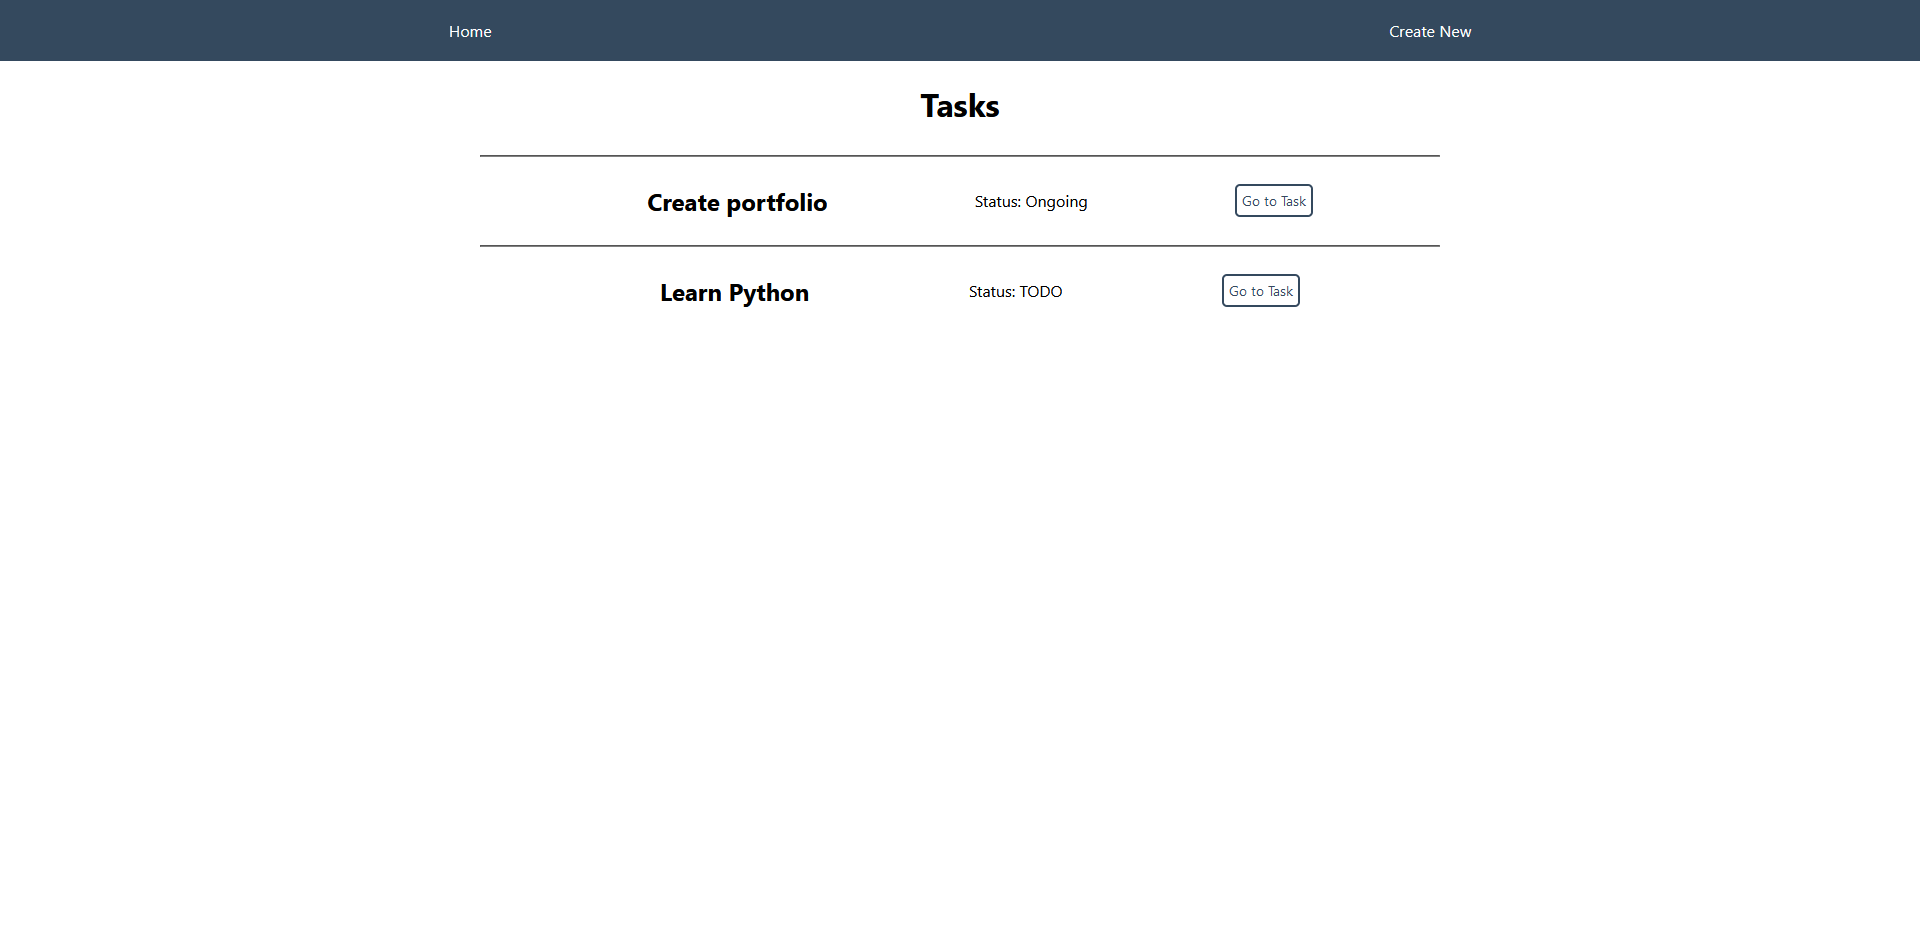 Home Create New
Tasks
Create portfolio Status: Ongoing Go to Task
Learn Python Status: TODO Go to Task